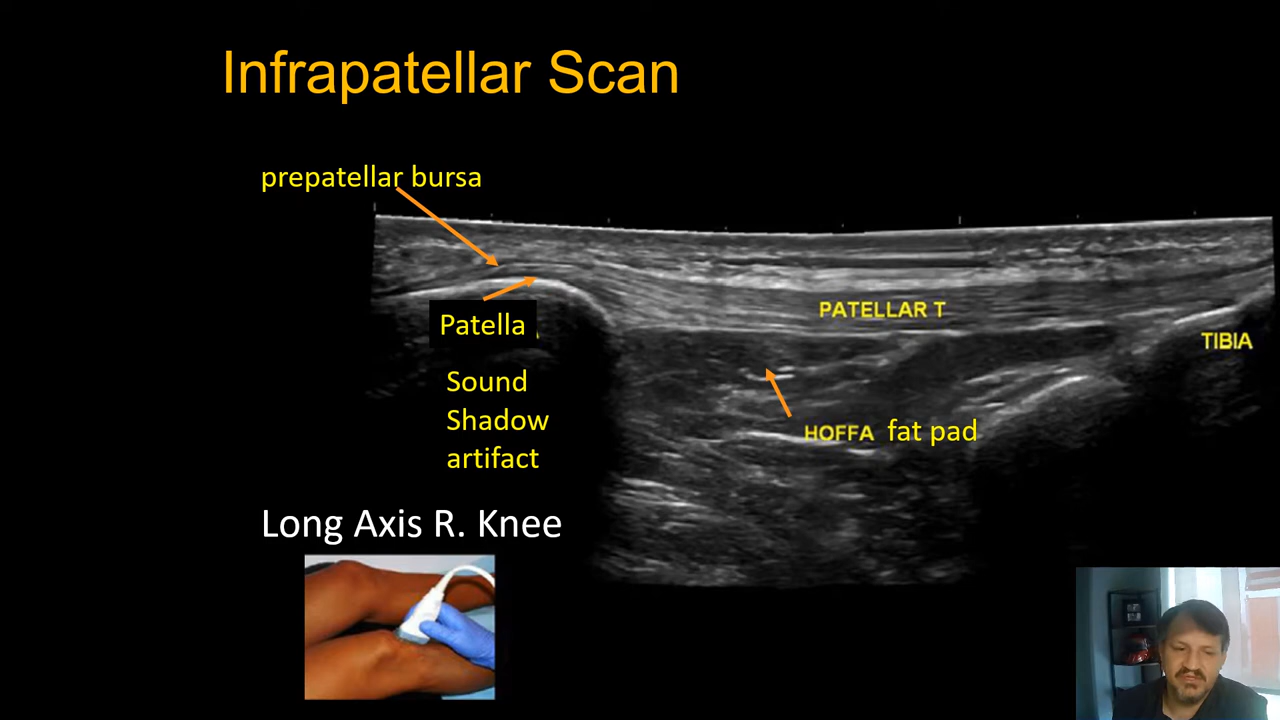 Infrapatellar Scan
prepatellar bursa
PATELLAR T
Patella
TIBIA
Sound
Shadow
artifact
HOFFA fat pad
Long Axis R. Knee